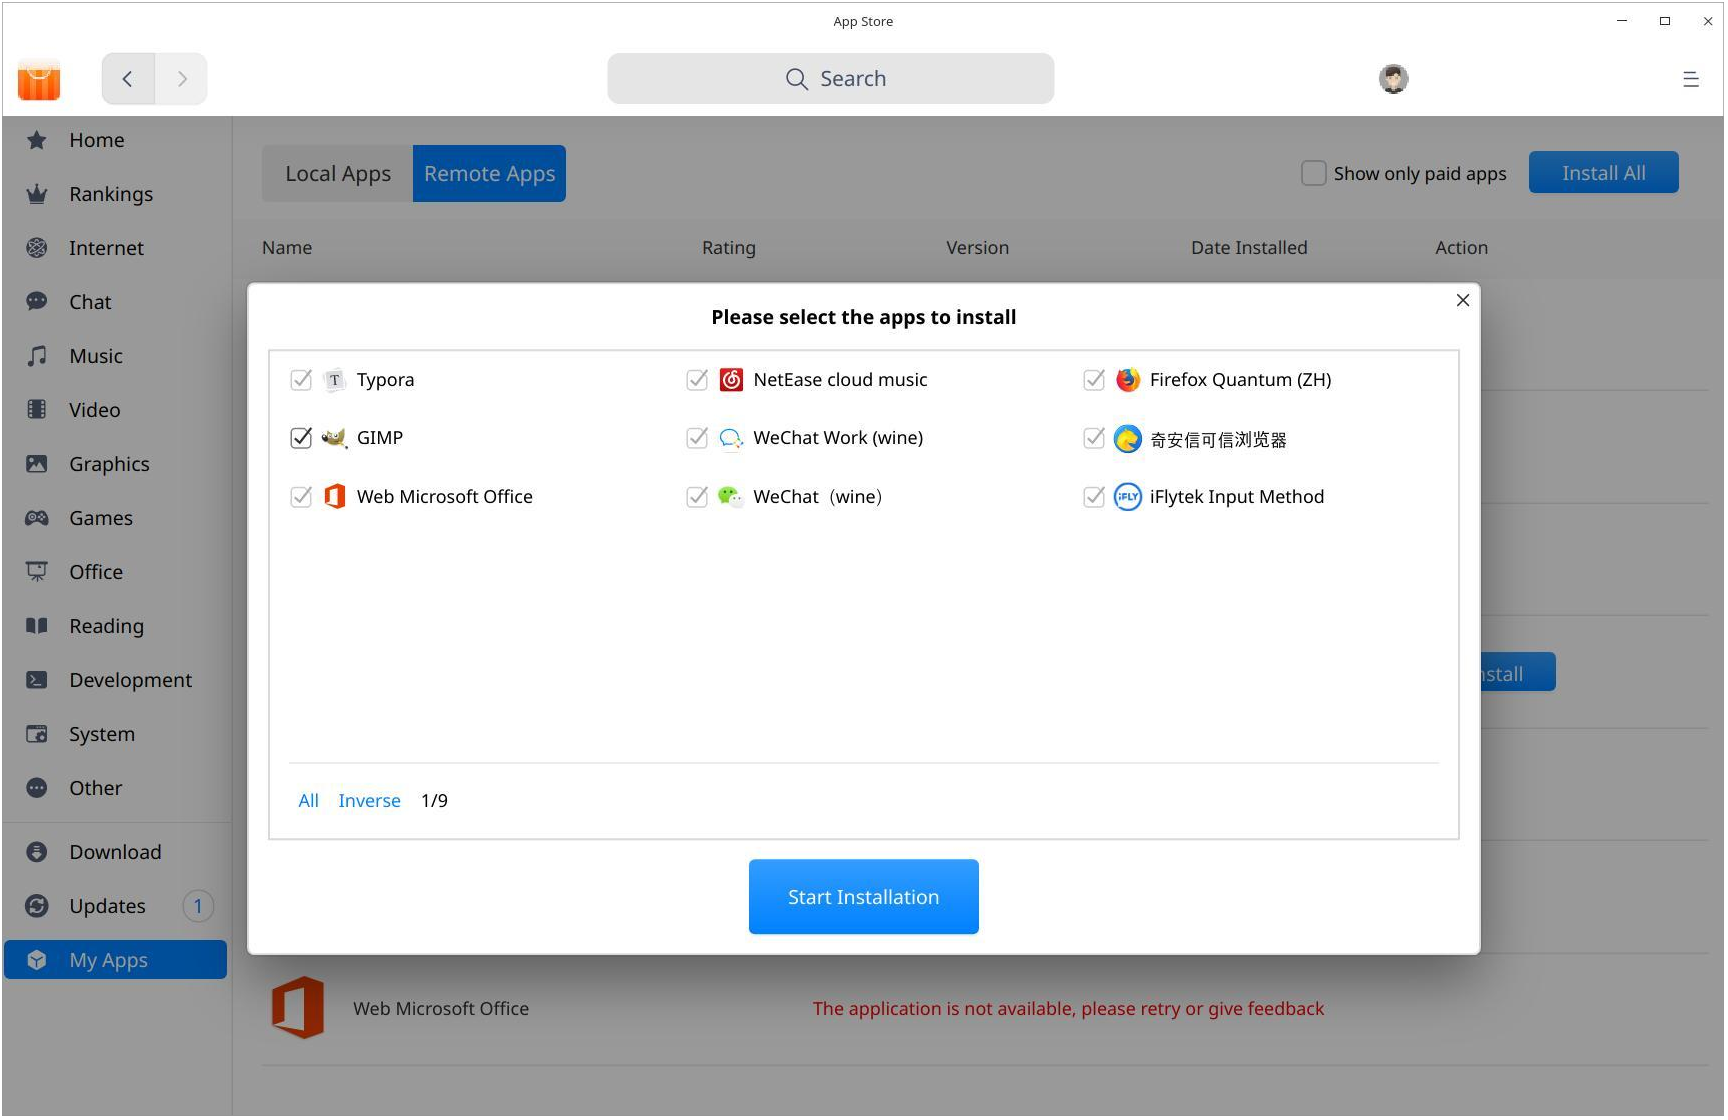 App Store
Search
Home
Rankings
Internet
Chat
Music
Video
Graphics
Games
Office
Reading
Development
System
Other
Download
Updates 1
My Apps
Local Apps Remote Apps Show only paid apps Install All
Name Rating Version Date Installed Action
Please select the apps to install
T Typora NetEase cloud music Firefox Quantum (ZH)
GIMP WeChat Work (wine) 奇安信可信浏览器
Web Microsoft Office WeChat（wine） iFLY iFlytek Input Method
stall
All Inverse 1/9
Start Installation
Web Microsoft Office The application is not available, please retry or give feedback